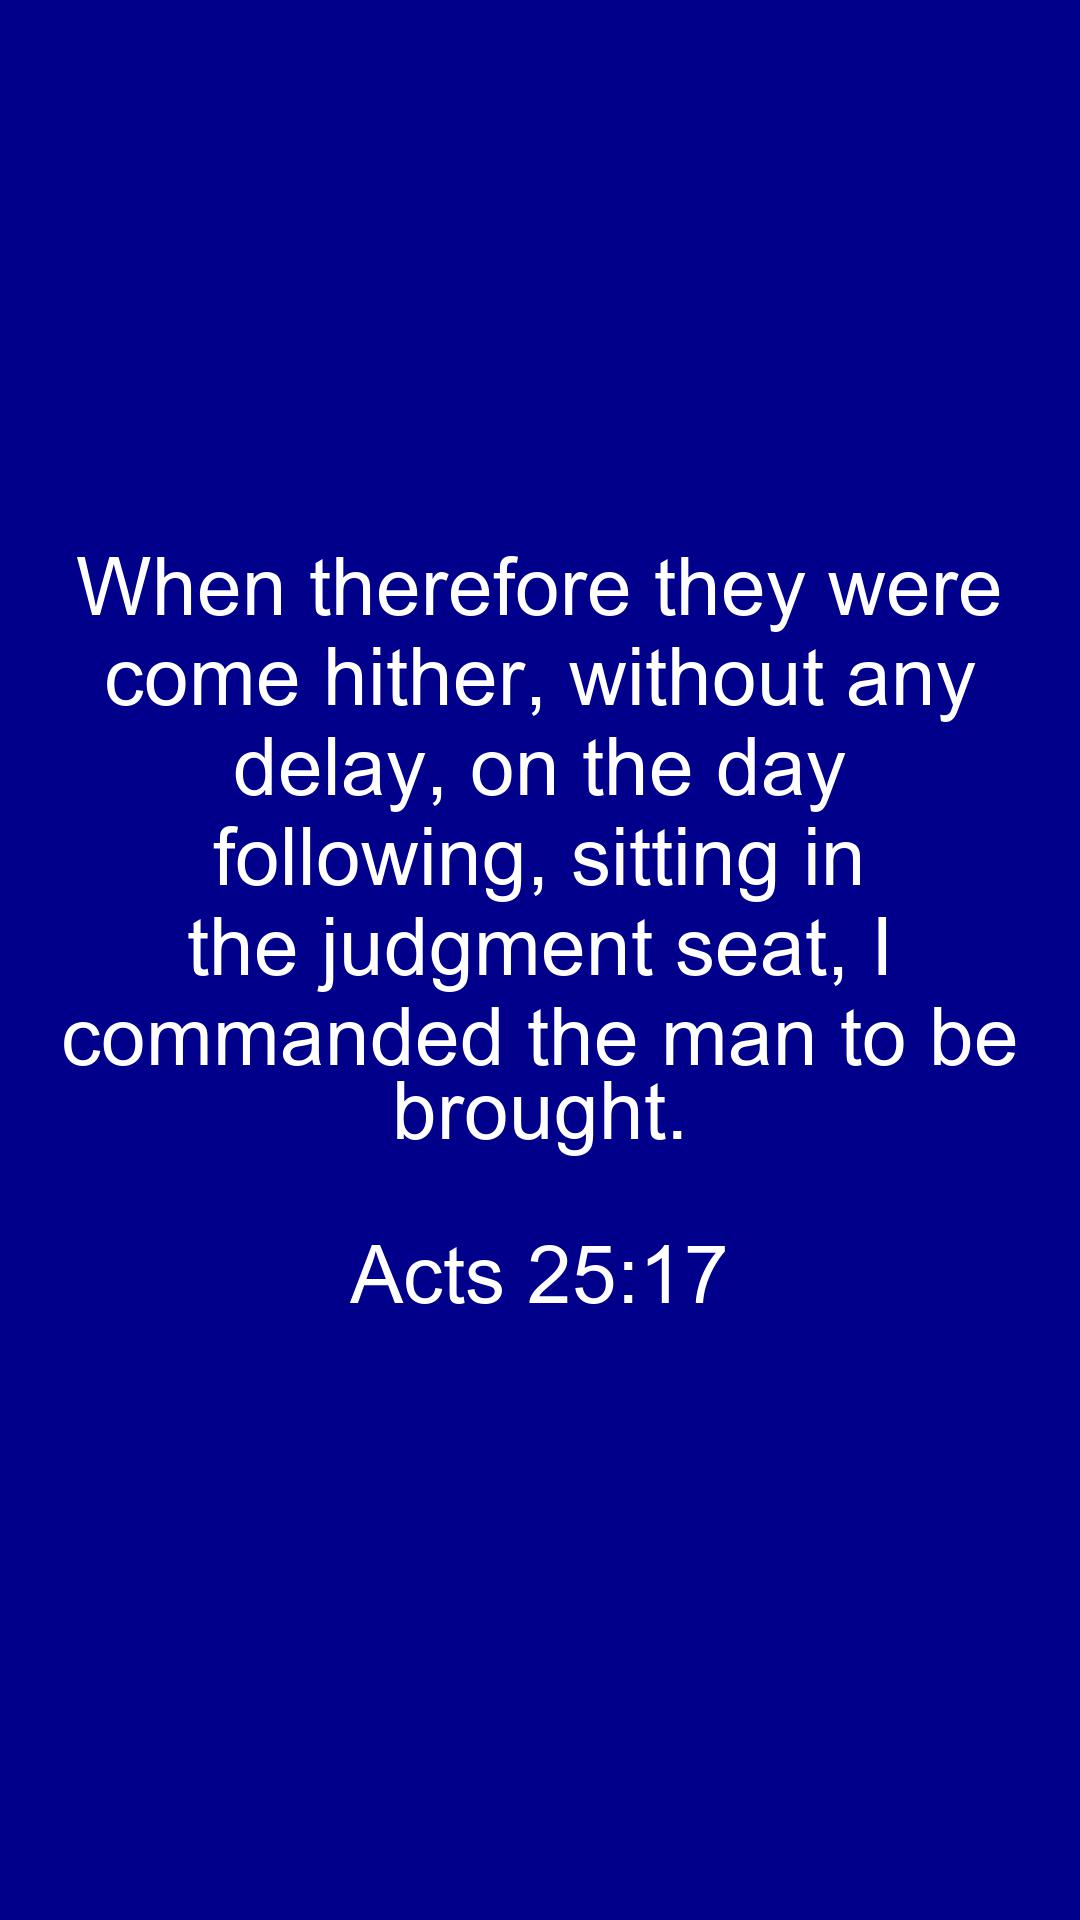 When therefore they were
come hither, without any
delay, on the day
following, sitting in
the judgment seat, I
commanded the man to be
brought.
Acts 25:17